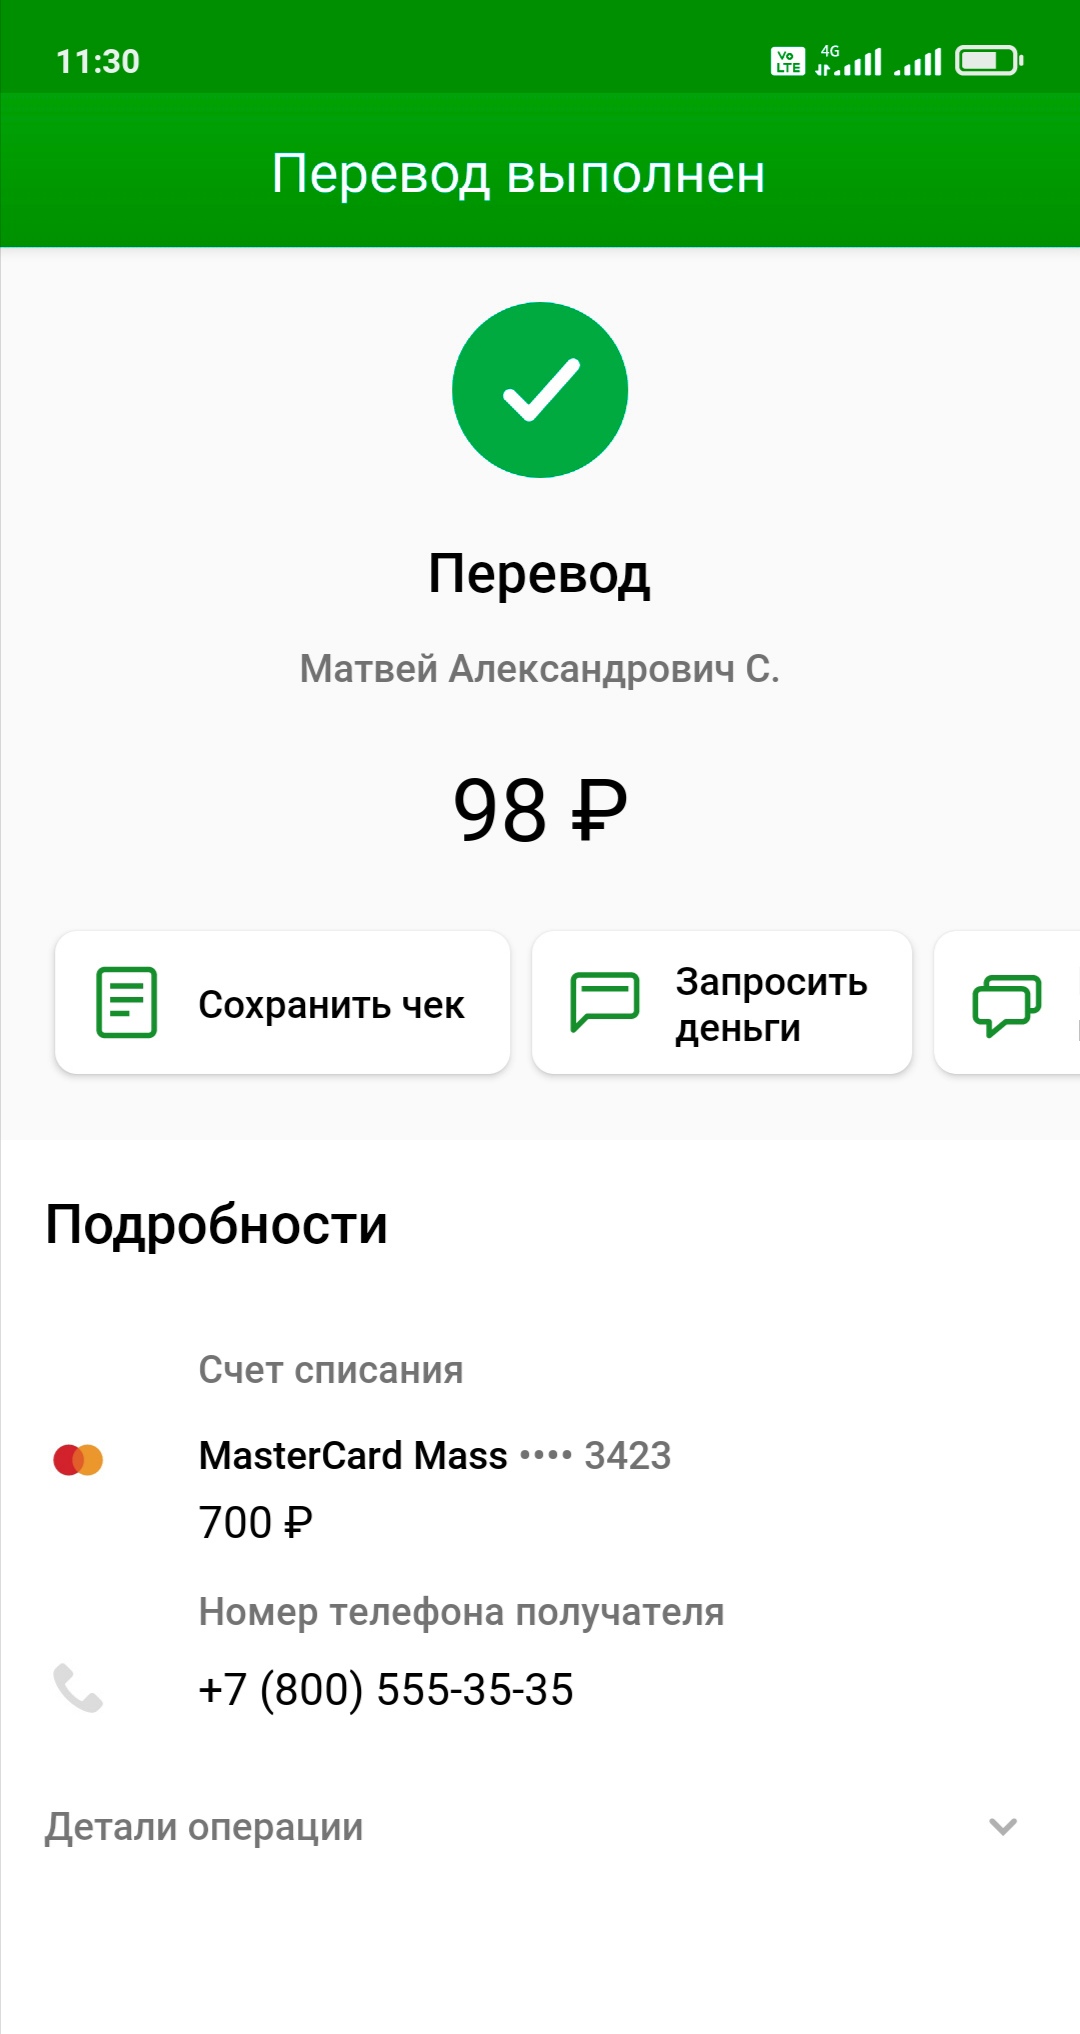 11:30
Vo
LTE
4G
Перевод выполнен
Перевод
Матвей Александрович С.
98 ₽
Сохранить чек
Запросить
деньги
Подробности
Счет списания
MasterCard Mass •••• 3423
700 ₽
Номер телефона получателя
+7 (800) 555-35-35
Детали операции